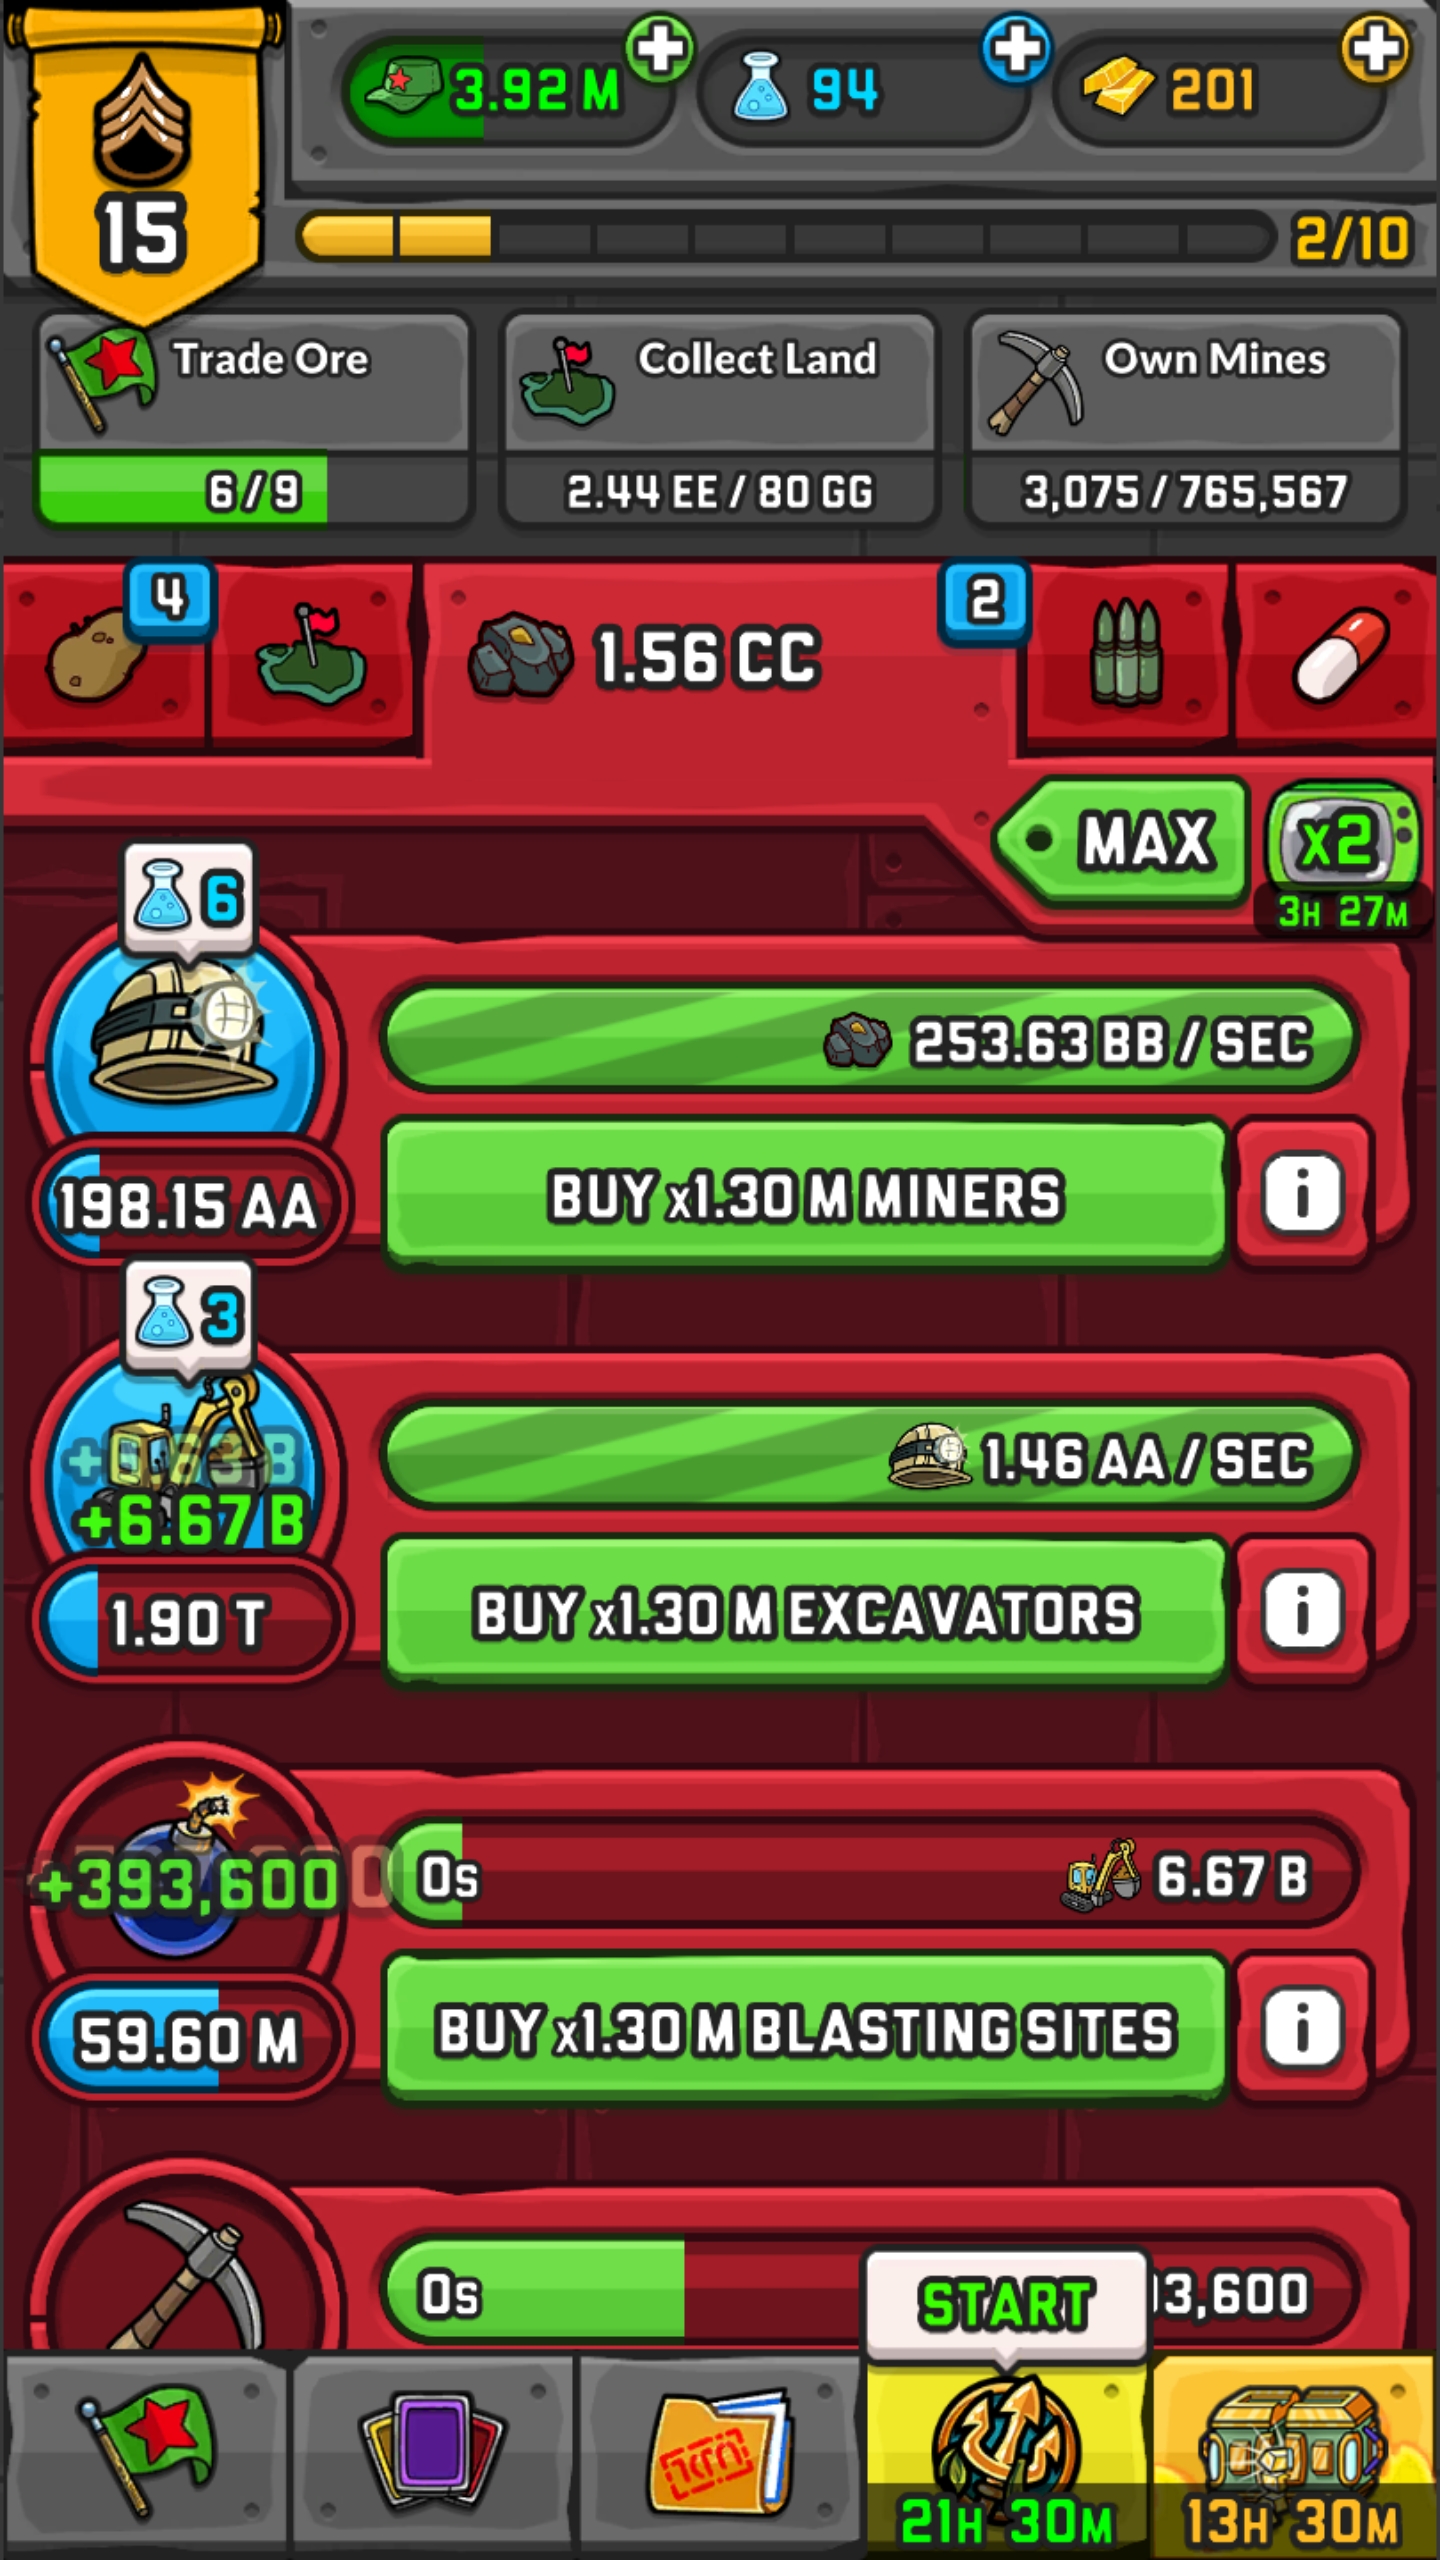 3.92 M
94
201
15
2/10
Trade Ore
Collect Land
Own Mines
6/9
2.44 EE / 80 GG
3,075 / 765,567
4
1.56 CC
2
MAX
x2
3H 27M
6
253.63 BB / SEC
198.15 AA
BUY x1.30 M MINERS
i
3
1.46 AA / SEC
+6.67 B
1.90 T
BUY x1.30 M EXCAVATORS
i
+393,600
0s
6.67 B
59.60 M
BUY x1.30 M BLASTING SITES
i
0s
3,600
START
21H 30M
13H 30M